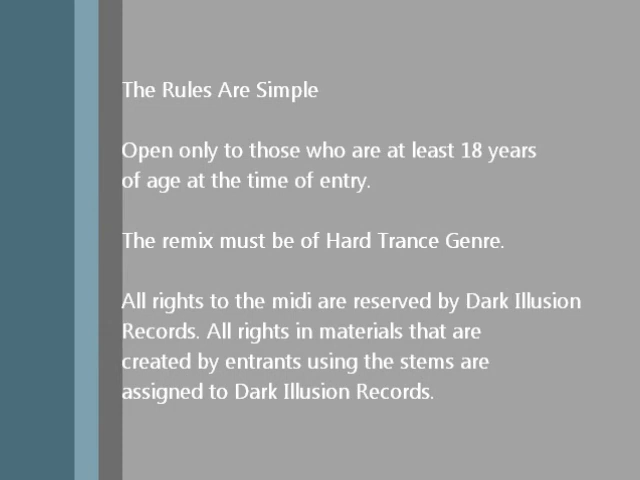 The Rules Are Simple
Open only to those who are at least 18 years
of age at the time of entry.
The remix must be of Hard Trance Genre.
All rights to the midi are reserved by Dark Illusion
Records. All rights in materials that are
created by entrants using the stems are
assigned to Dark Illusion Records.